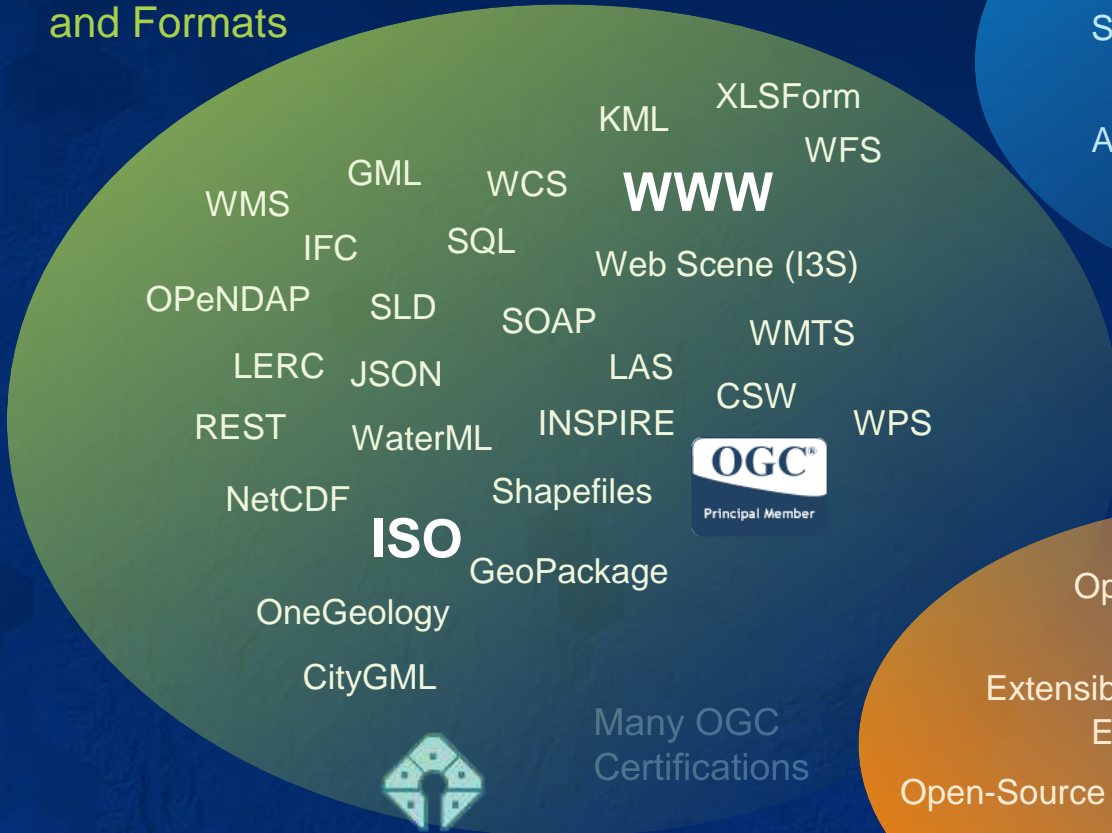 and Formats
XLSForm
KML
WFS
GML
WCS
WWW
WMS
IFC
SQL
Web Scene (I3S)
OPeNDAP
SLD
SOAP
WMTS
LERC
JSON
LAS
CSW
REST
WaterML
INSPIRE
WPS
OGC®
Principal Member
NetCDF
Shapefiles
ISO
GeoPackage
OneGeology
CityGML
Many OGC
Certifications
S
A
Op
Extensib
E
Open-Source